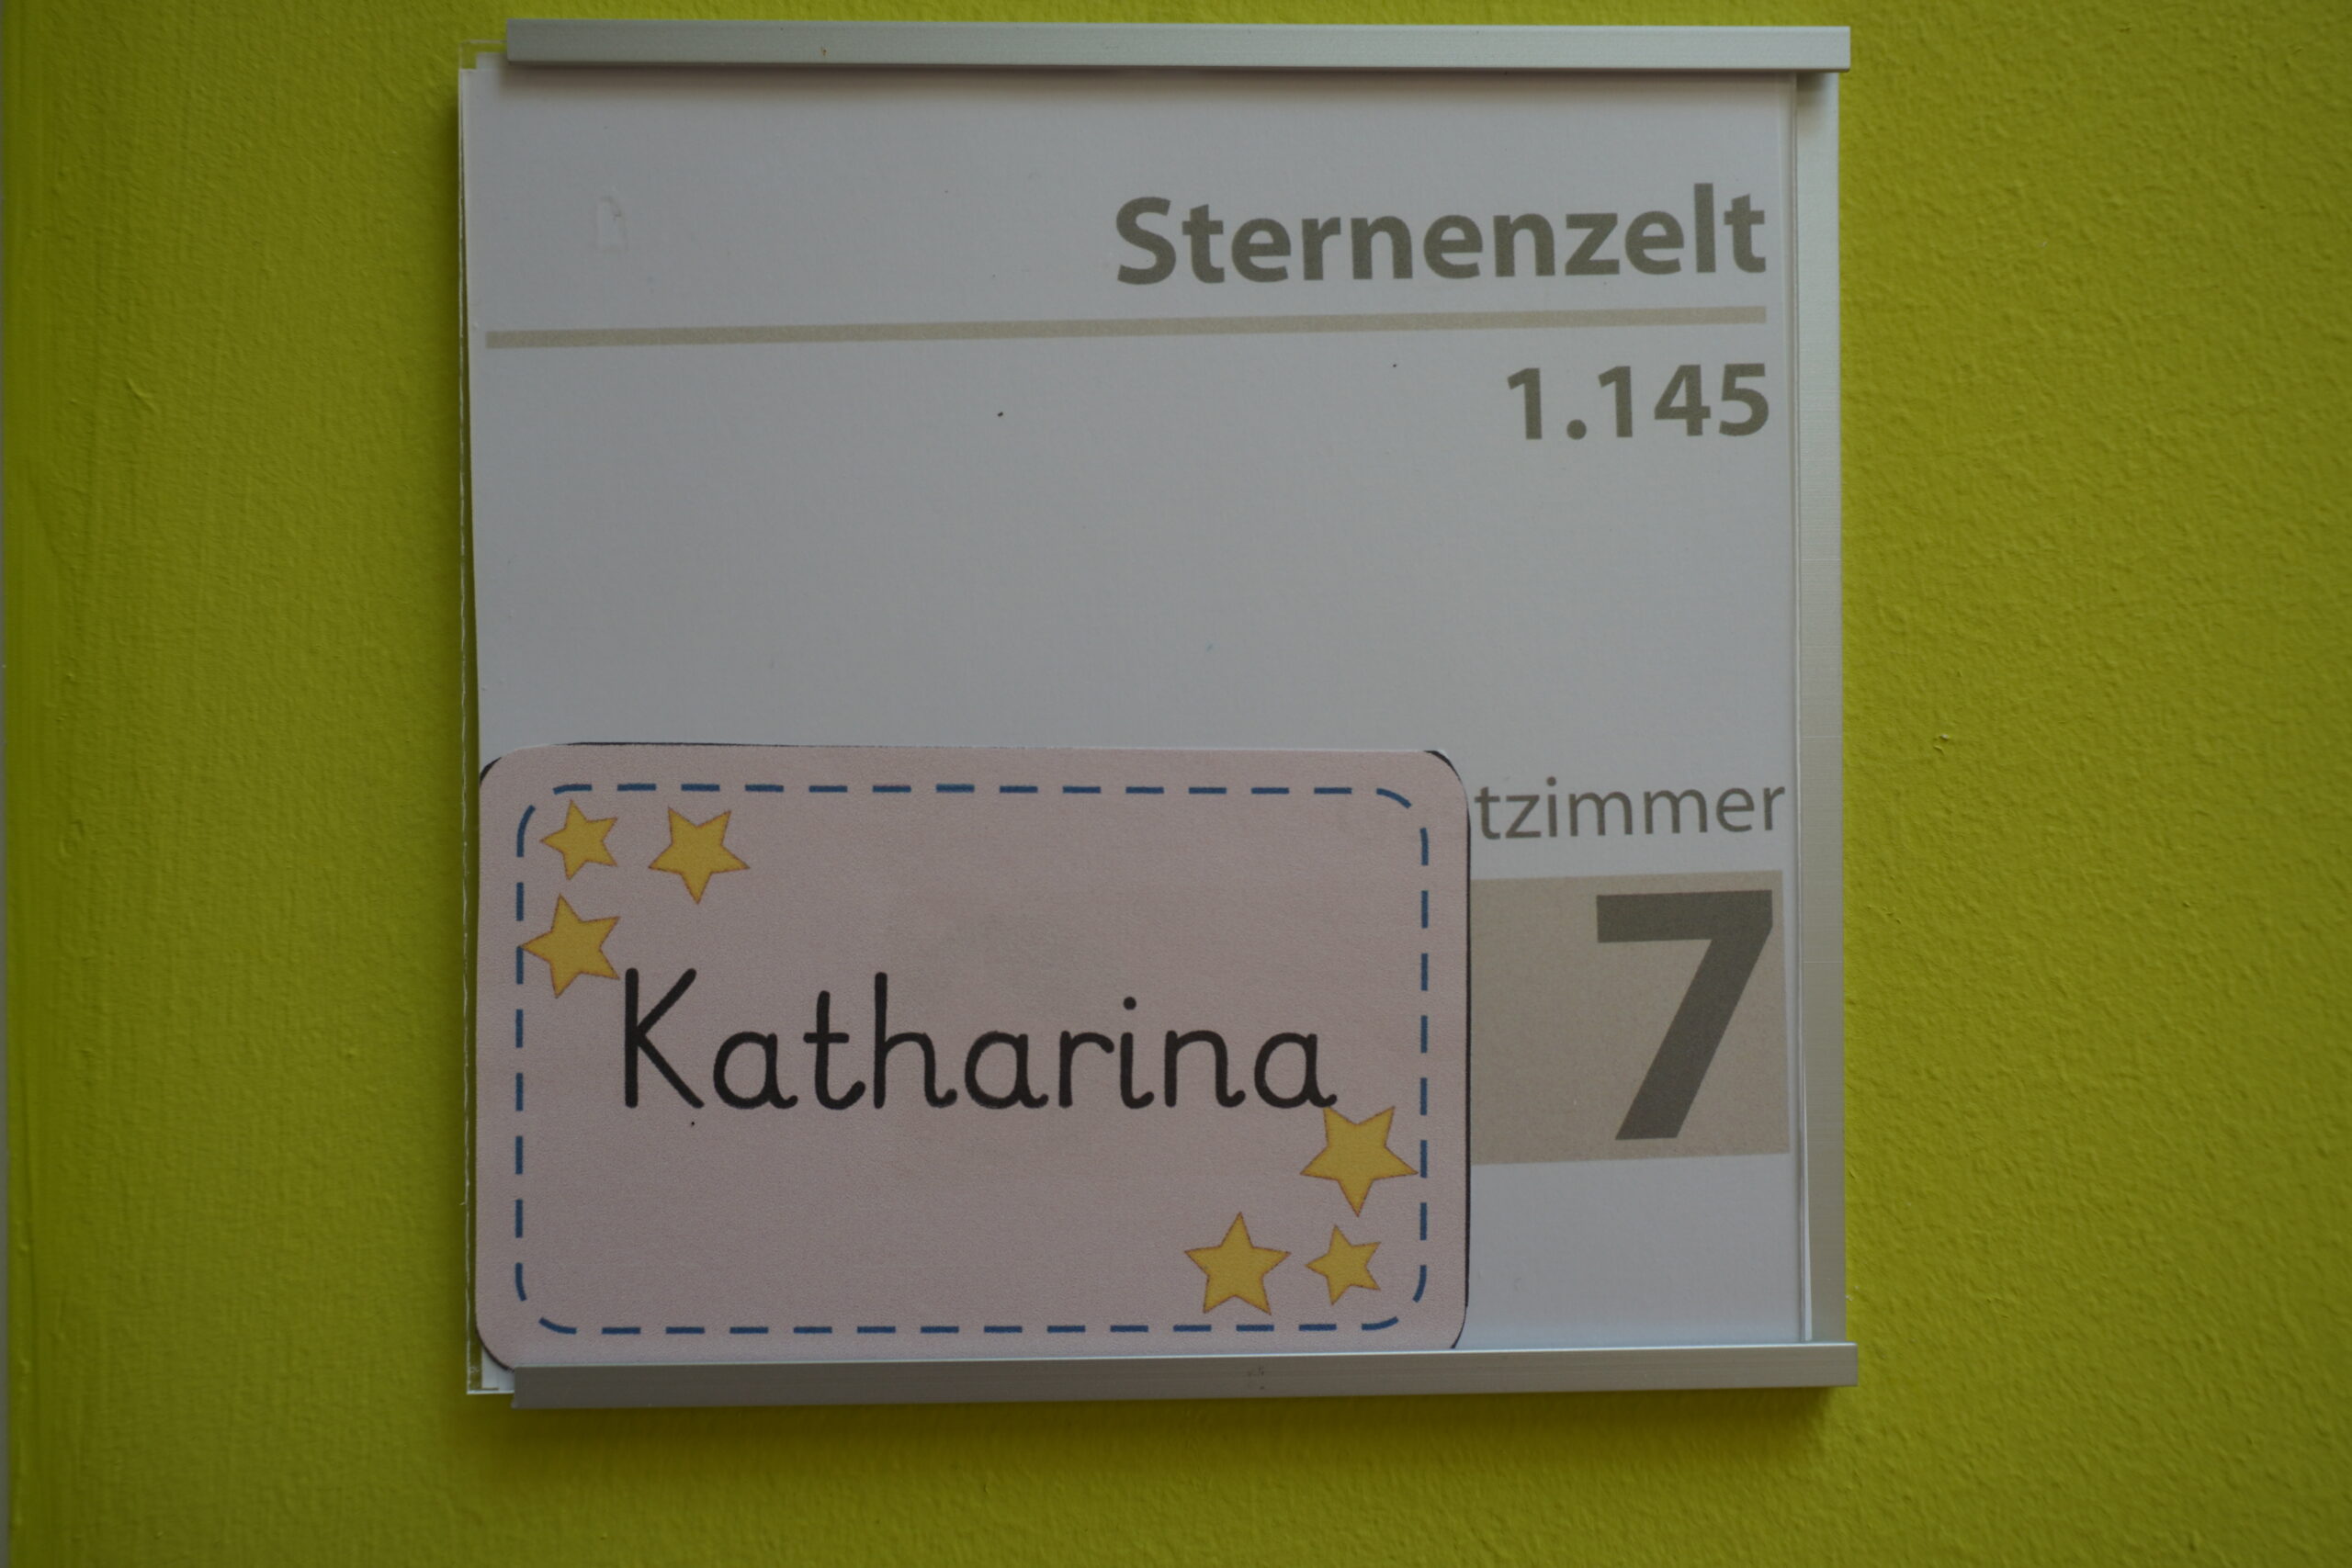 Sternenzelt
1.145
tzimmer
7
Katharina